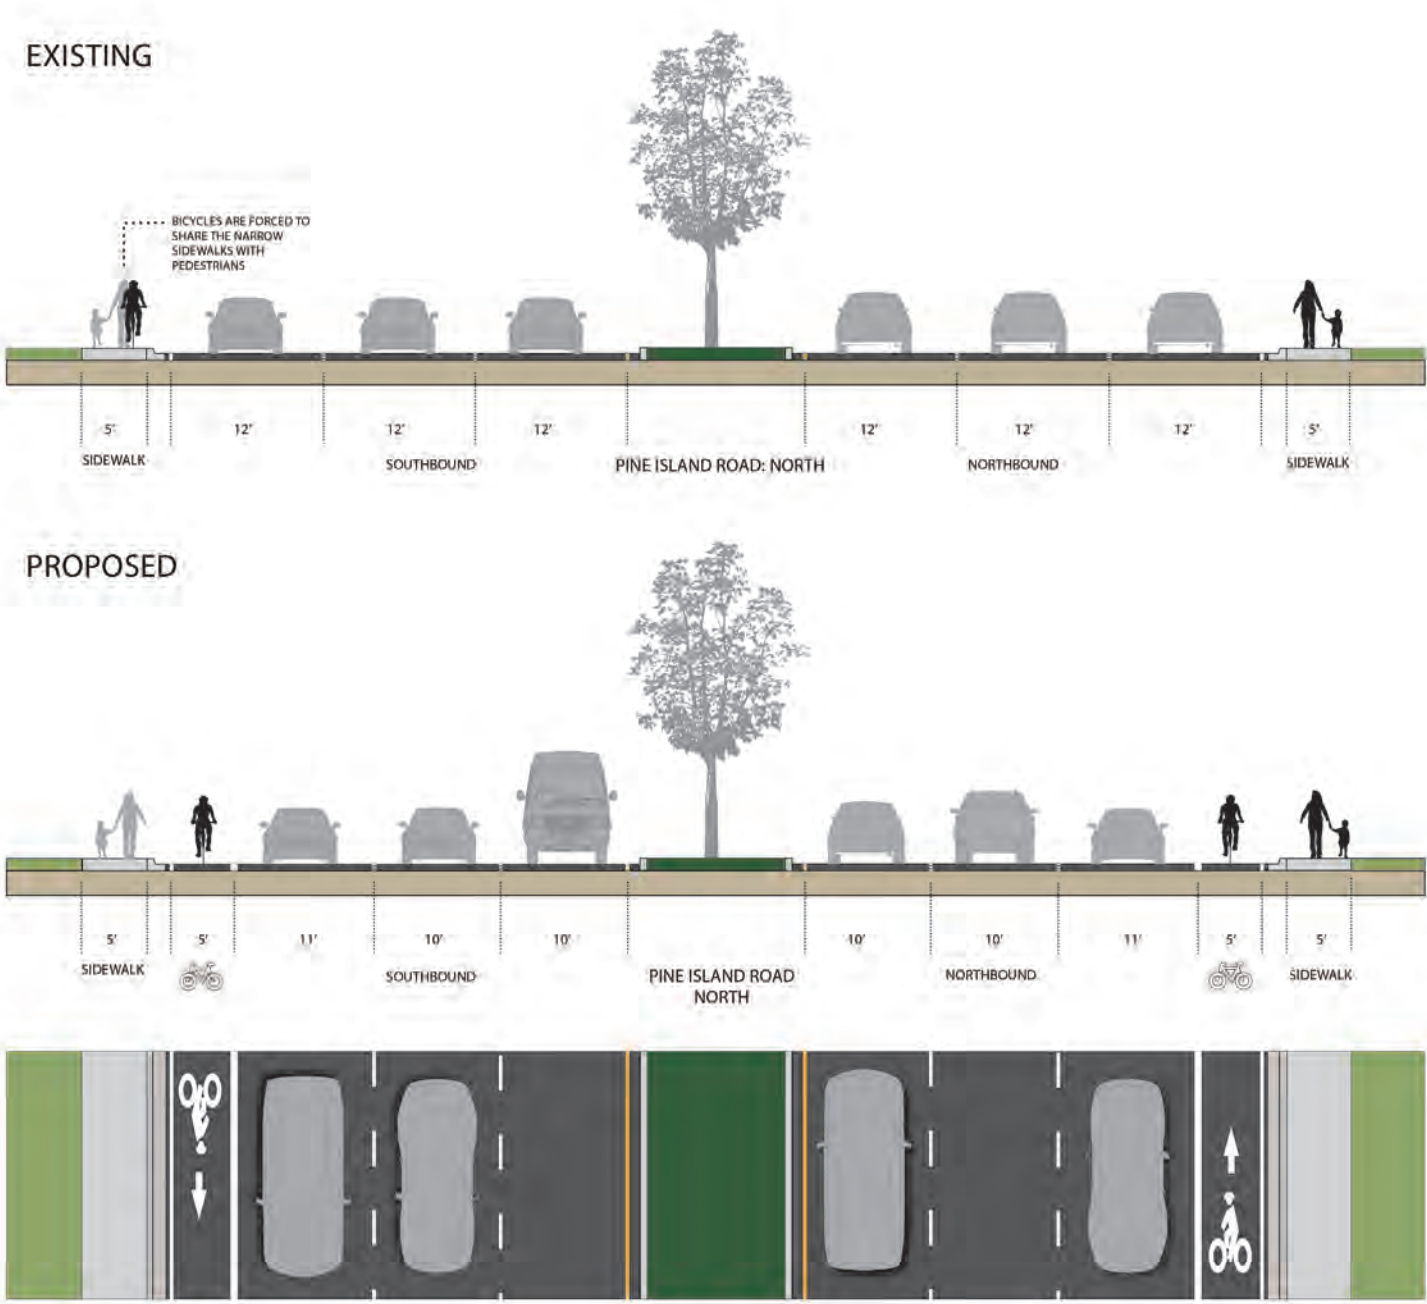 EXISTING
BICYCLES ARE FORCED TO
SHARE THE NARROW
SIDEWALKS WITH
PEDESTRIANS
5' 12' 12' 12' 12' 12' 12' 5'
SIDEWALK SOUTHBOUND PINE ISLAND ROAD: NORTH NORTHBOUND SIDEWALK
PROPOSED
5' 5' 11' 10' 10' 10' 10' 11' 5' 5'
SIDEWALK SOUTHBOUND PINE ISLAND ROAD NORTHBOUND SIDEWALK
NORTH